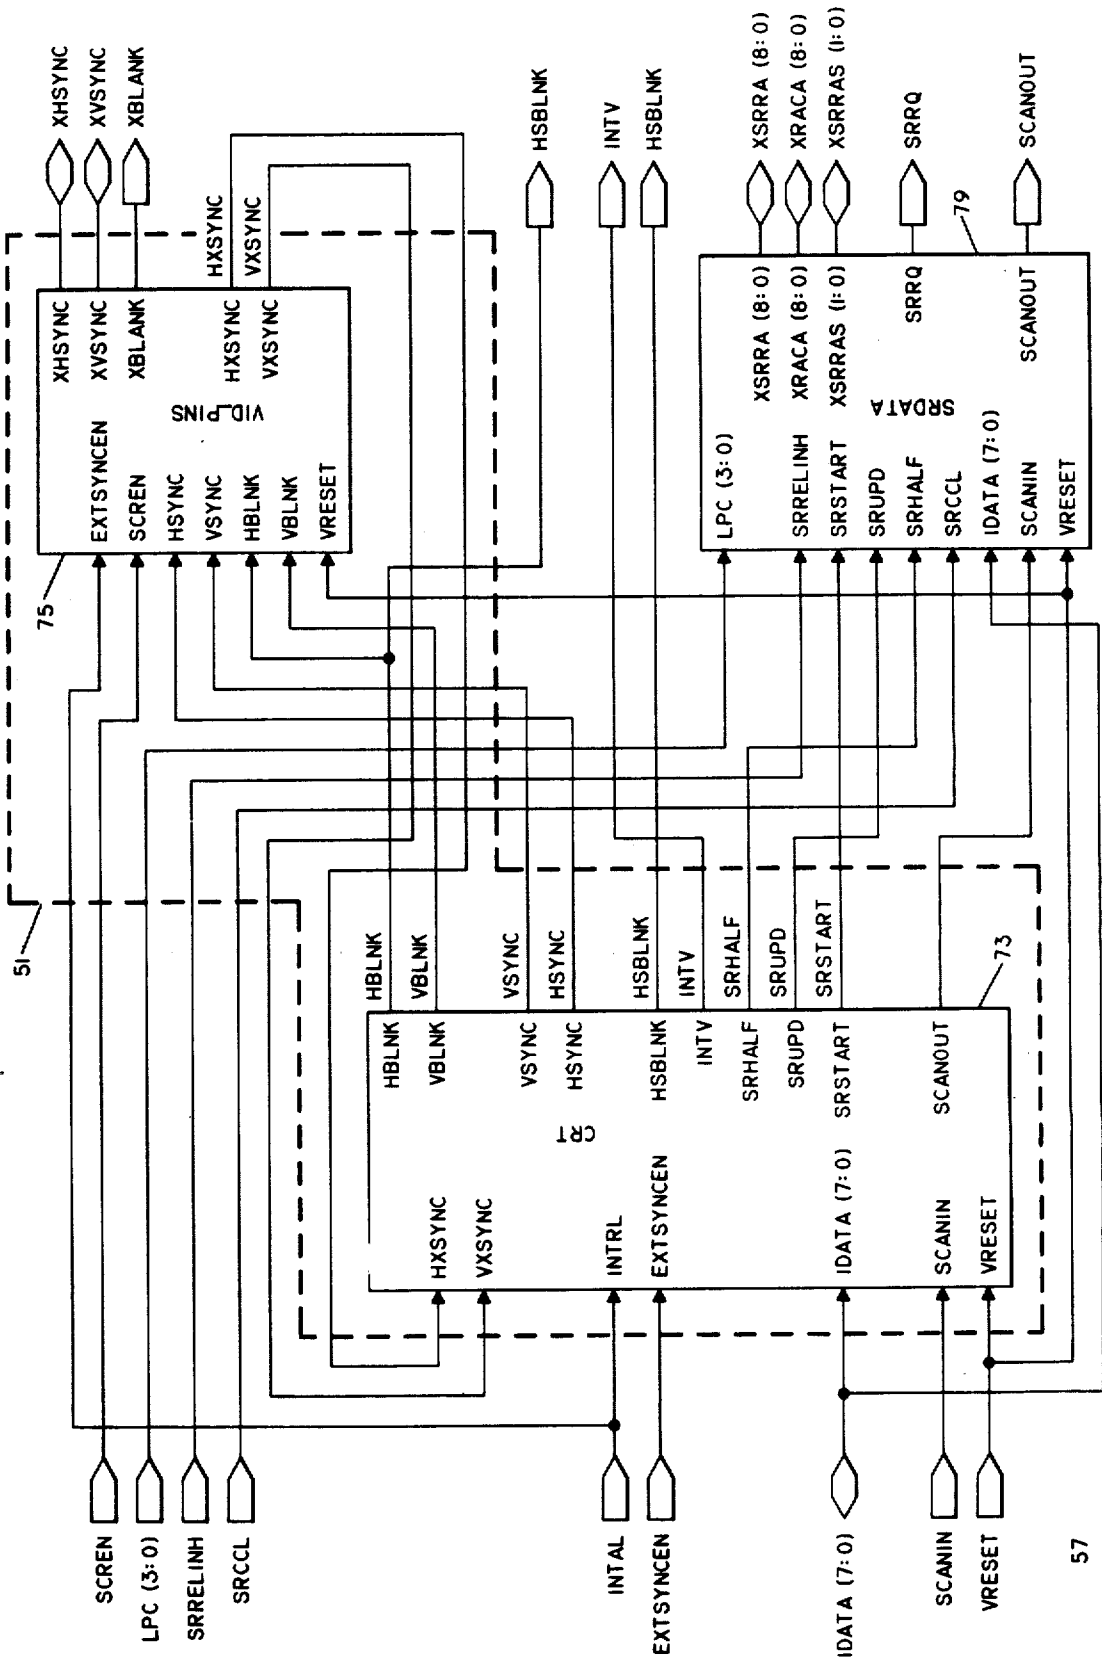 XHSYNC
XVSYNC
XBLANK
HSBLNK
INTV
HSBLNK
XSRRA (8:0)
XRACA (8:0)
XSRRAS (1:0)
SRRQ
SCANOUT
HXSYNC
VXSYNC
XHSYNC
XVSYNC
XBLANK
HXSYNC
VXSYNC
VID_PINS
EXTSYNCEN
SCREN
HSYNC
VSYNC
HBLNK
VBLNK
VRESET
75
79
XSRRA (8:0)
XRACA (8:0)
XSRRAS (1:0)
SRRQ
SCANOUT
SRDATA
LPC (3:0)
SRRELINH
SRSTART
SRUPD
SRHALF
SRCCL
IDATA (7:0)
SCANIN
VRESET
51
73
HBLNK
VBLNK
VSYNC
HSYNC
HSBLNK
INTV
SRHALF
SRUPD
SRSTART
HBLNK
VBLNK
VSYNC
HSYNC
HSBLNK
INTV
SRHALF
SRUPD
SRSTART
SCANOUT
CRT
HXSYNC
VXSYNC
INTRL
EXTSYNCEN
IDATA (7:0)
SCANIN
VRESET
SCREN
LPC (3:0)
SRRELINH
SRCCL
INTAL
EXTSYNCEN
IDATA (7:0)
SCANIN
VRESET
57